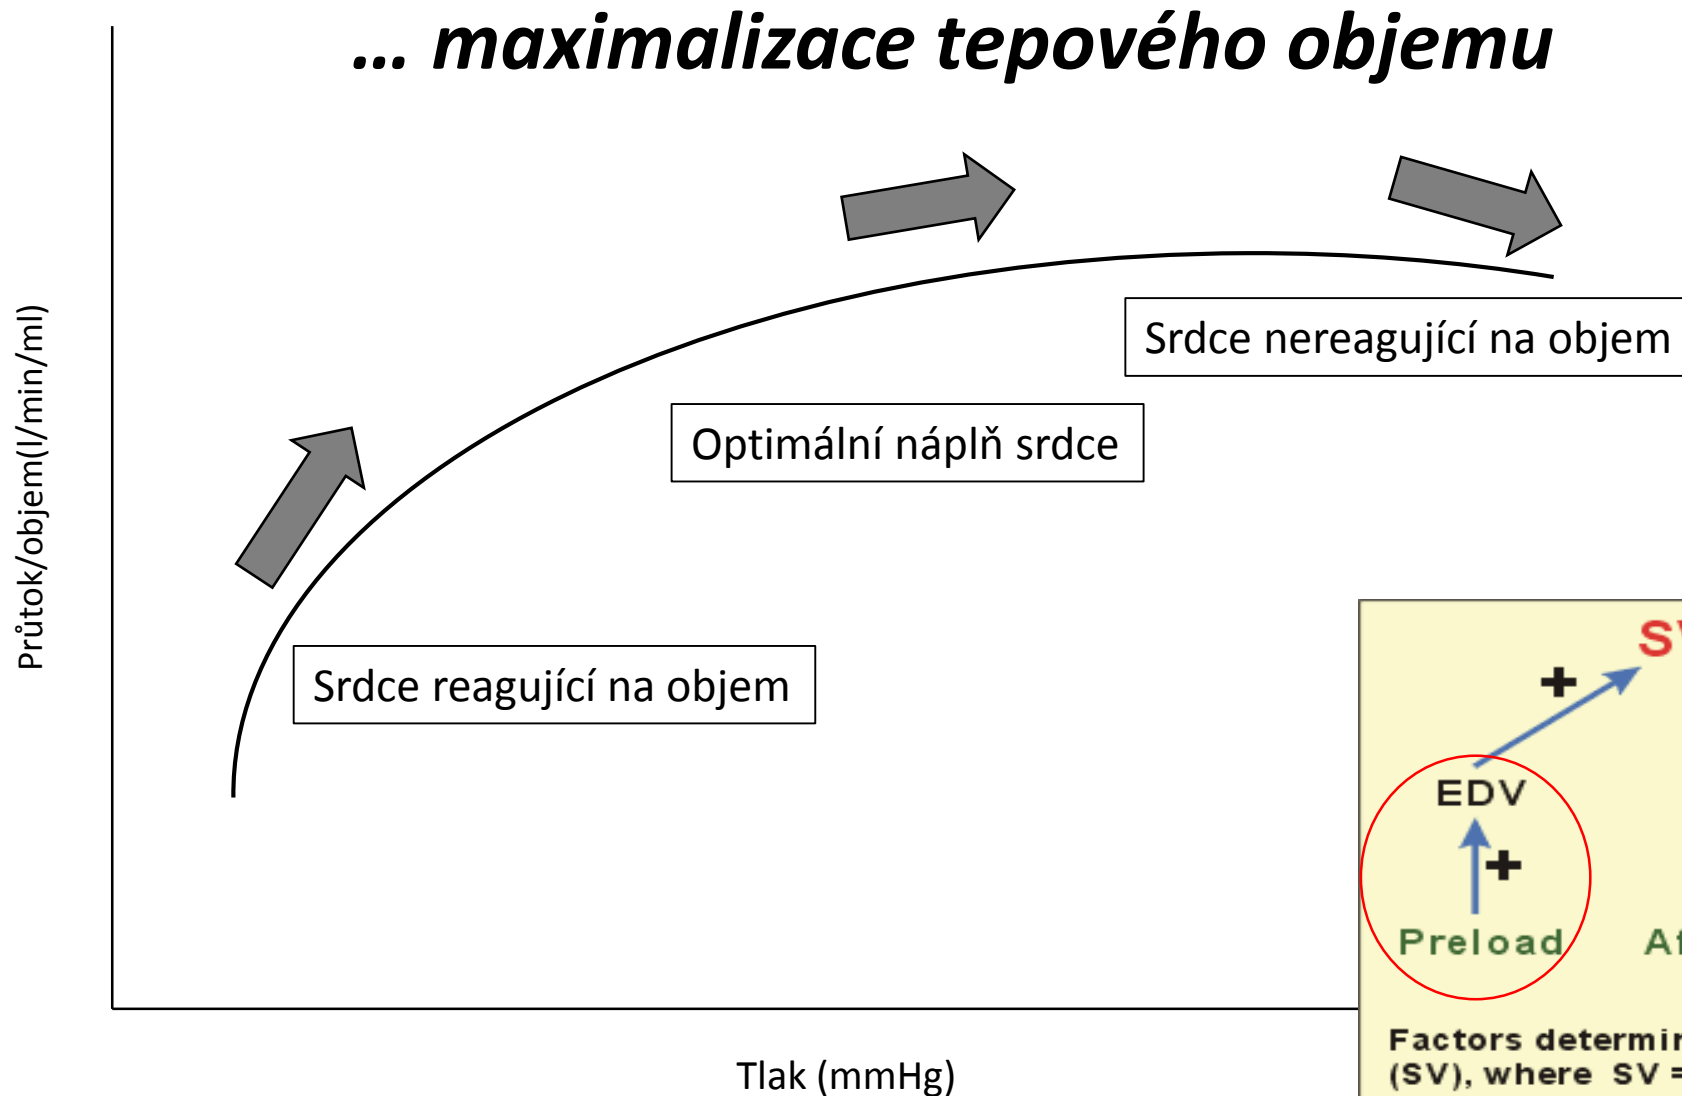 ... maximalizace tepového objemu
Průtok/objem(l/min/ml)
Srdce nereagující na objem
Optimální náplň srdce
Srdce reagující na objem
+
EDV
+
Preload
Factors
(SV), where SV =
Tlak (mmHg)